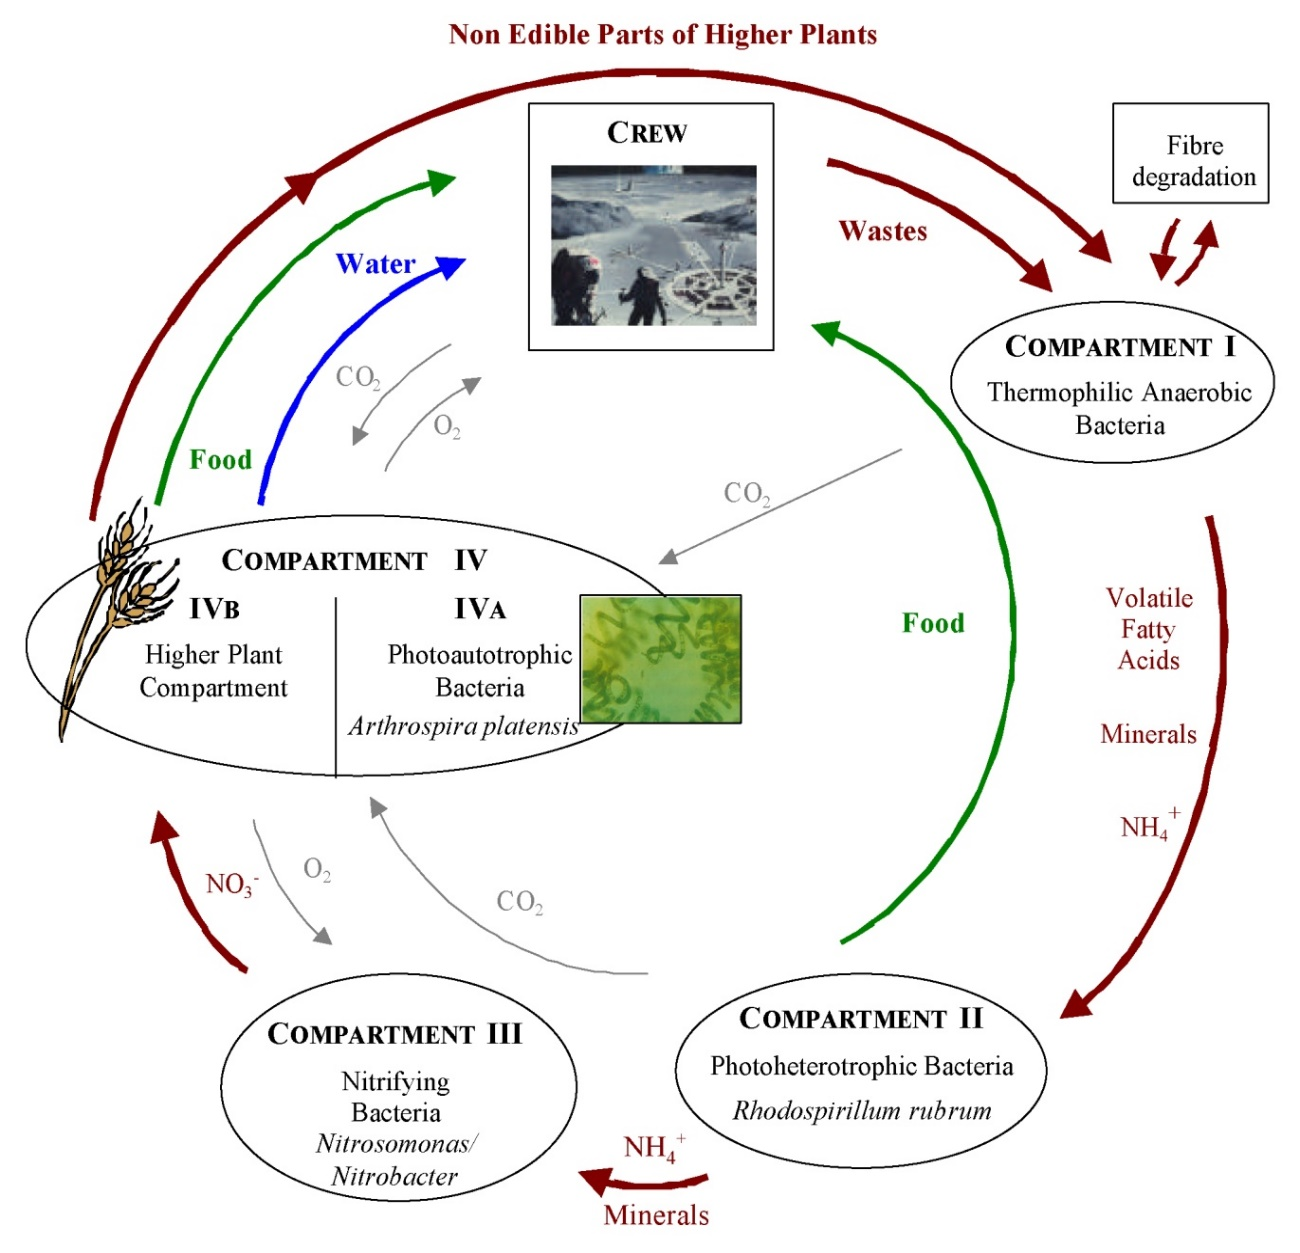 Non Edible Parts of Higher Plants
CREW
Fibre
degradation
Wastes
Water
COMPARTMENT I
Thermophilic Anaerobic
Bacteria
CO₂
O₂
Food
CO₂
COMPARTMENT IV
IVB
IVA
Higher Plant
Compartment
Photoautotrophic
Bacteria
Arthrospira platensis
Food
Volatile
Fatty
Acids
Minerals
NH₄⁺
NO₃⁻
O₂
CO₂
COMPARTMENT III
Nitrifying
Bacteria
Nitrosomonas/
Nitrobacter
COMPARTMENT II
Photoheterotrophic Bacteria
Rhodospirillum rubrum
NH₄⁺
Minerals